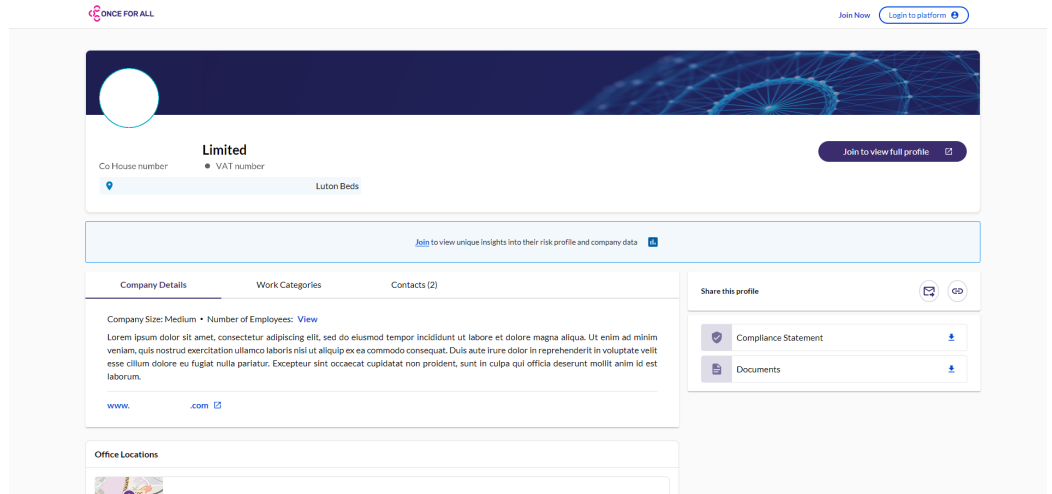 ONCE FOR ALL
Join Now
Login to platform
Limited
Join to view full profile
Co House number • VAT number
Luton Beds
Join to view unique insights into their risk profile and company data
Company Details
Work Categories
Contacts (2)
Share this profile
Company Size: Medium • Number of Employees: View
Lorem ipsum dolor sit amet, consectetur adipiscing elit, sed do eiusmod tempor incididunt ut labore et dolore magna aliqua. Ut enim ad minim
veniam, quis nostrud exercitation ullamco laboris nisi ut aliquip ex ea commodo consequat. Duis aute irure dolor in reprehenderit in voluptate velit
esse cillum dolore eu fugiat nulla pariatur. Excepteur sint occaecat cupidatat non proident, sunt in culpa qui officia deserunt mollit anim id est
laborum.
www. .com
Compliance Statement
Documents
Office Locations